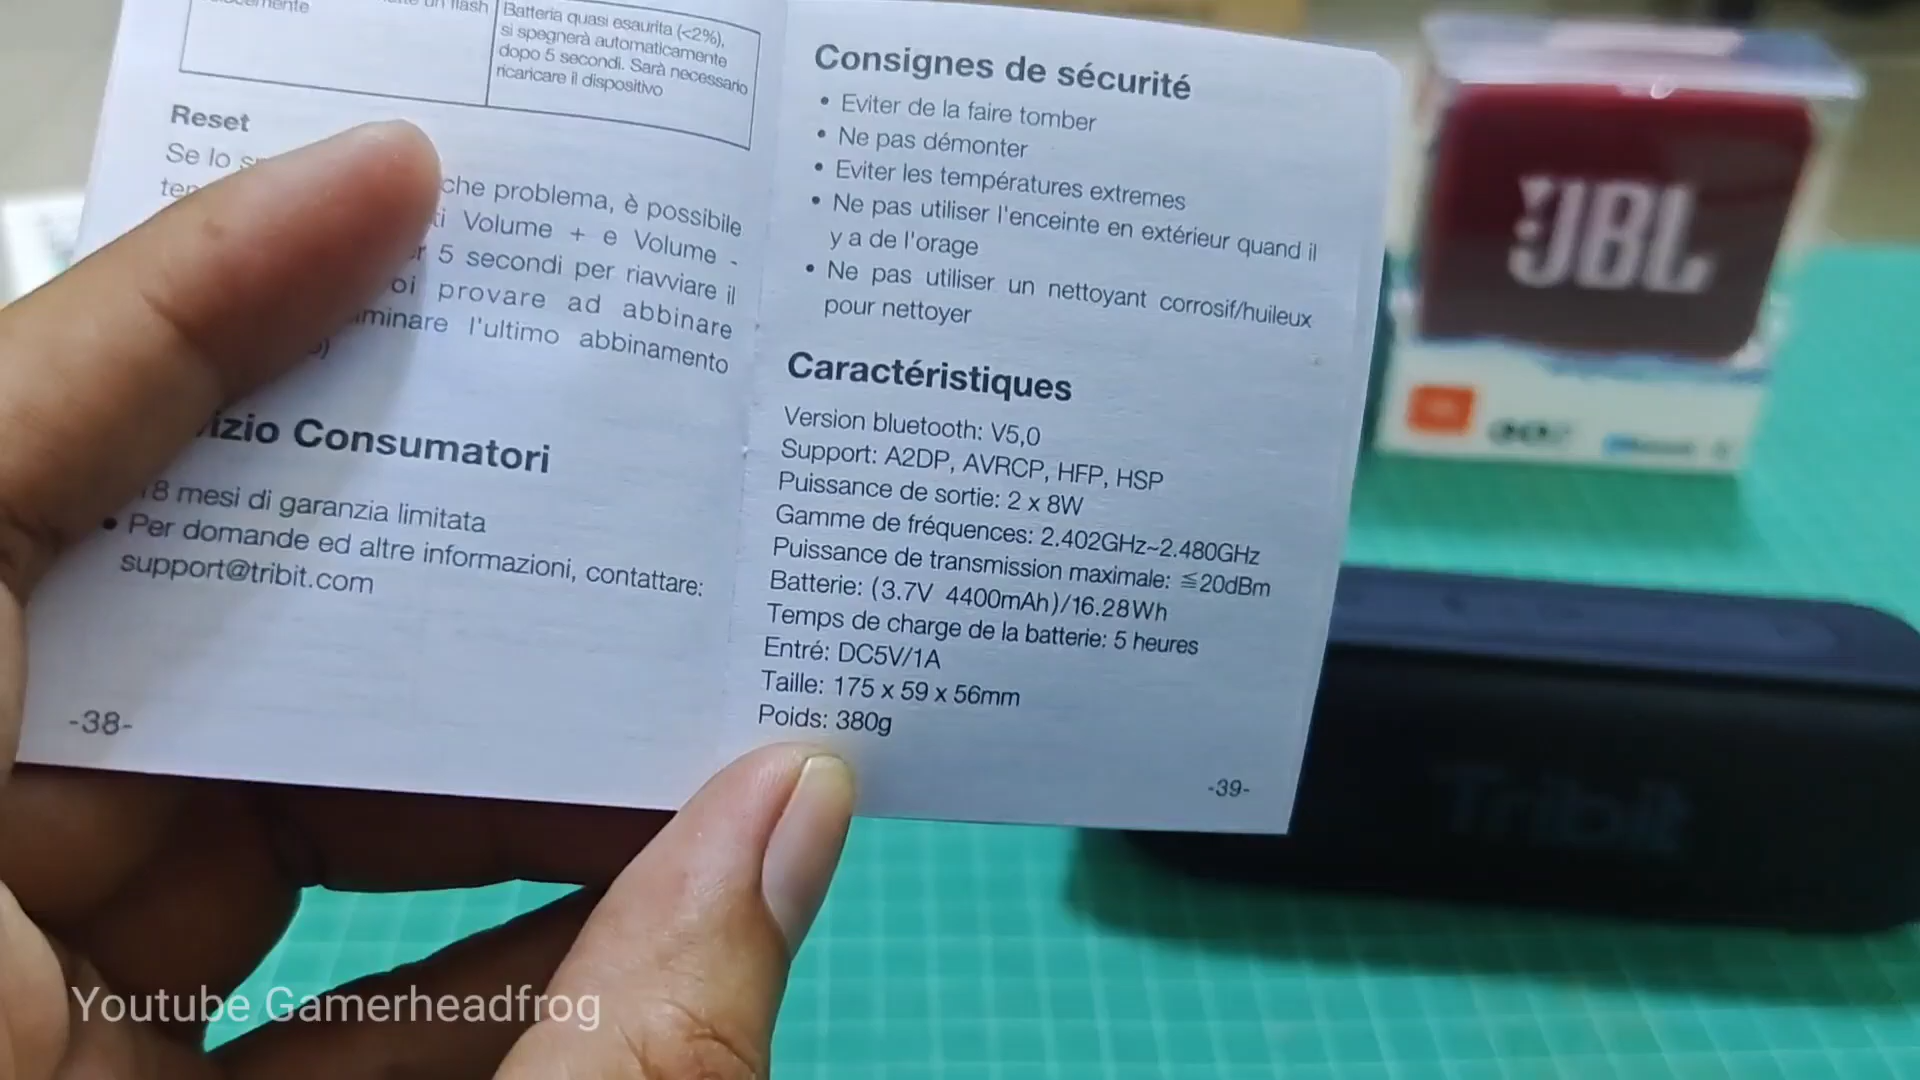 un flash
Batteria quasi esaurita (<2%),
si spegnerà automaticamente
dopo 5 secondi. Sarà necessario
ricaricare il dispositivo
Reset
Se lo
che problema, è possibile
Volume + e Volume -
5 secondi per riavviare il
provare ad abbinare
l'ultimo abbinamento
Consumatori
mesi di garanzia limitata
• Per domande ed altre informazioni, contattare:
support@tribit.com
-38-
Consignes de sécurité
• Eviter de la faire tomber
• Ne pas démonter
• Eviter les températures extremes
• Ne pas utiliser l'enceinte en extérieur quand il
y a de l'orage
• Ne pas utiliser un nettoyant corrosif/huileux
pour nettoyer
Caractéristiques
Version bluetooth: V5,0
Support: A2DP, AVRCP, HFP, HSP
Puissance de sortie: 2 x 8W
Gamme de fréquences: 2.402GHz~2.480GHz
Puissance de transmission maximale: ≦20dBm
Batterie: (3.7V 4400mAh)/16.28Wh
Temps de charge de la batterie: 5 heures
Entré: DC5V/1A
Taille: 175 x 59 x 56mm
Poids: 380g
-39-
JBL
Tribit
Youtube Gamerheadfrog